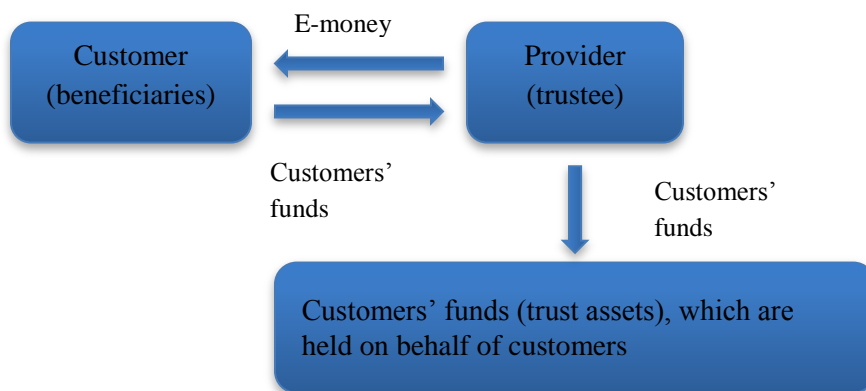 E-money
Customer
(beneficiaries)
Provider
(trustee)
Customers’
funds
Customers’
funds
Customers’ funds (trust assets), which are
held on behalf of customers